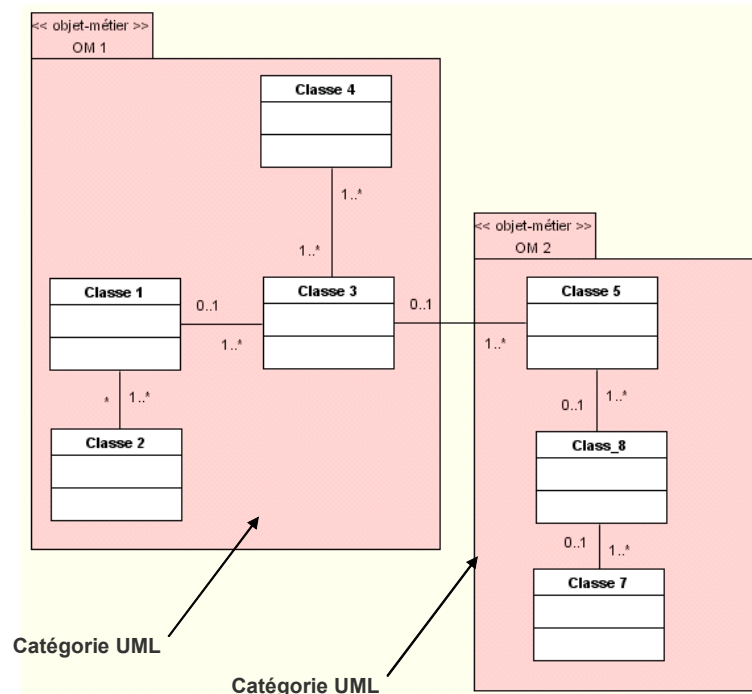 << objet-métier >>
OM 1
Classe 4
1..*
1..*
Classe 1
0..1
1..*
Classe 3
0..1
1..*
* 1..*
Classe 2
<< objet-métier >>
OM 2
Classe 5
1..*
0..1
Class_8
0..1
1..*
Classe 7
Catégorie UML
Catégorie UML